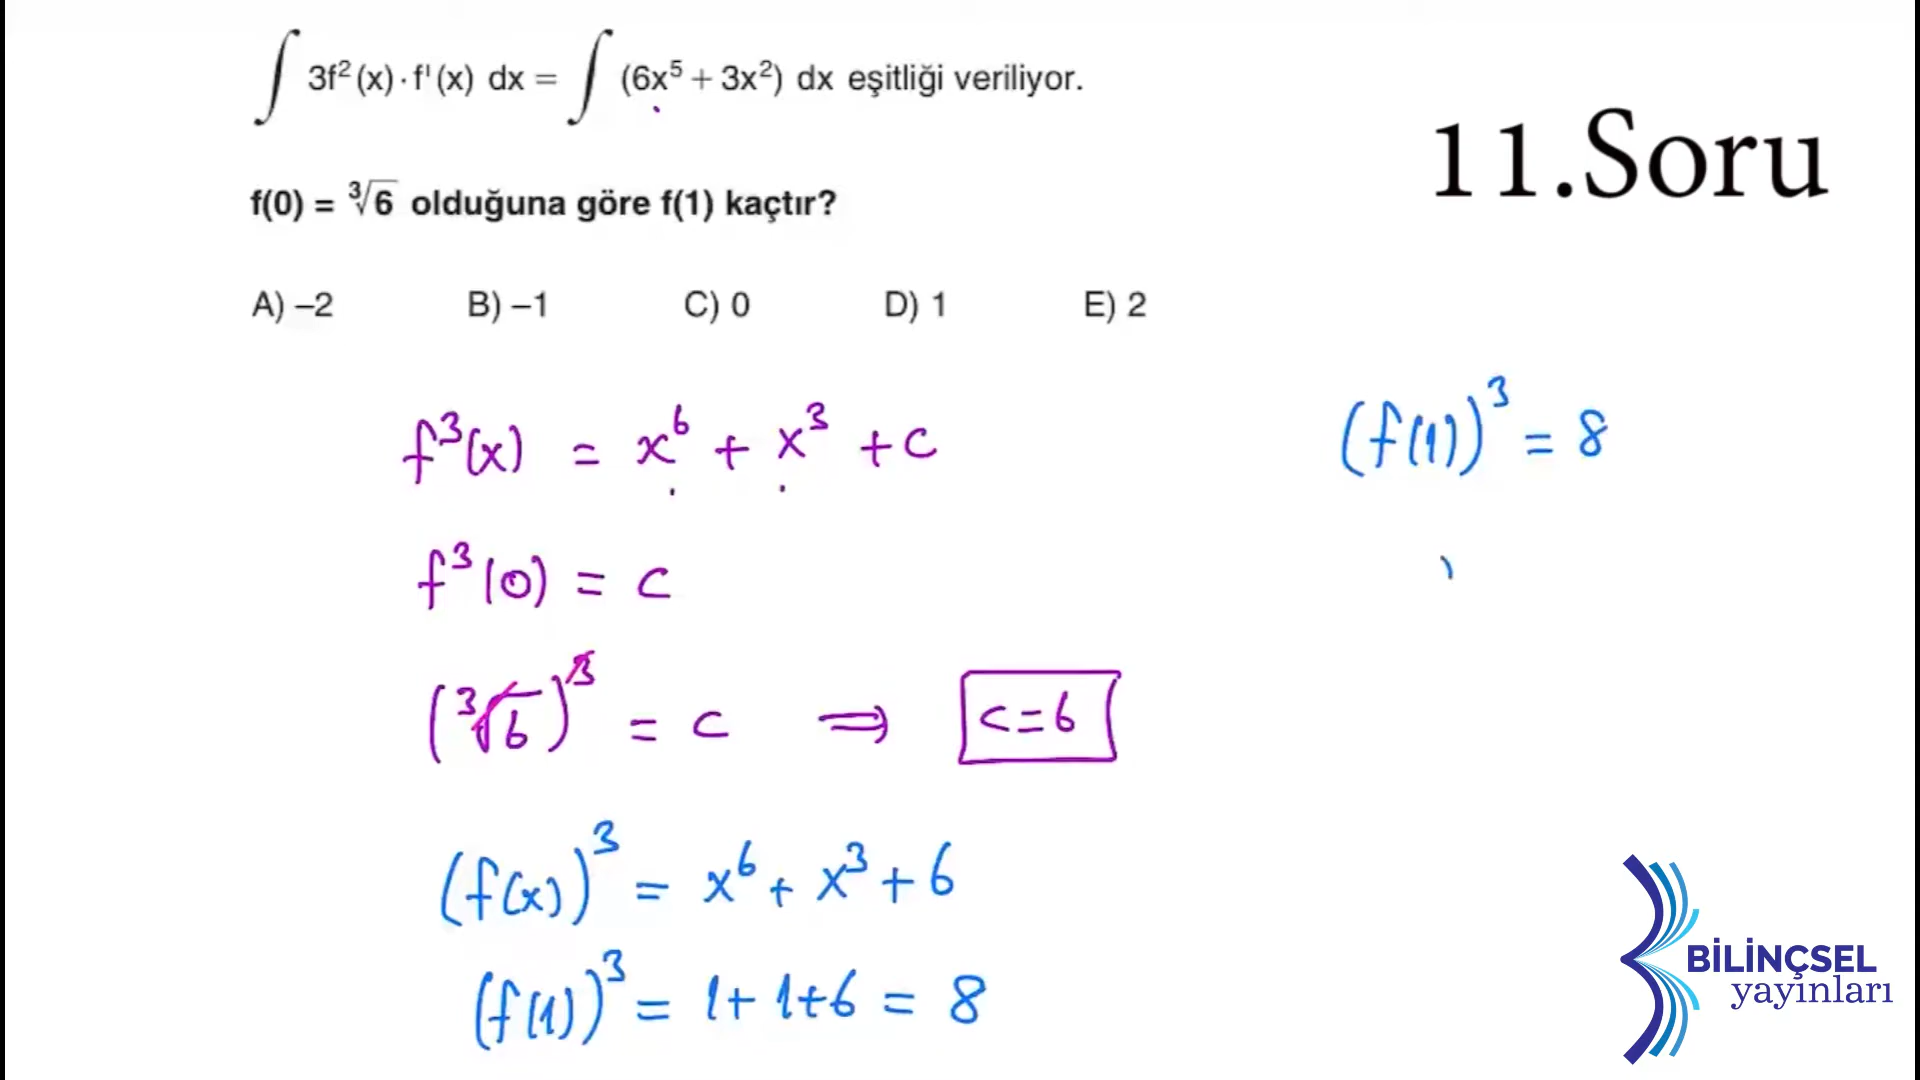 ∫ 3f²(x)·f'(x) dx = ∫ (6x⁵ + 3x²) dx eşitliği veriliyor.
11.Soru
f(0) = ³√6 olduğuna göre f(1) kaçtır?
A) –2 B) –1 C) 0 D) 1 E) 2
f³(x) = x⁶ + x³ + c
(f(1))³ = 8
f³(0) = c
(³√6)³ = c ⇒ c = 6
(f(x))³ = x⁶ + x³ + 6
(f(1))³ = 1 + 1 + 6 = 8
BİLİNÇSEL
yayınları